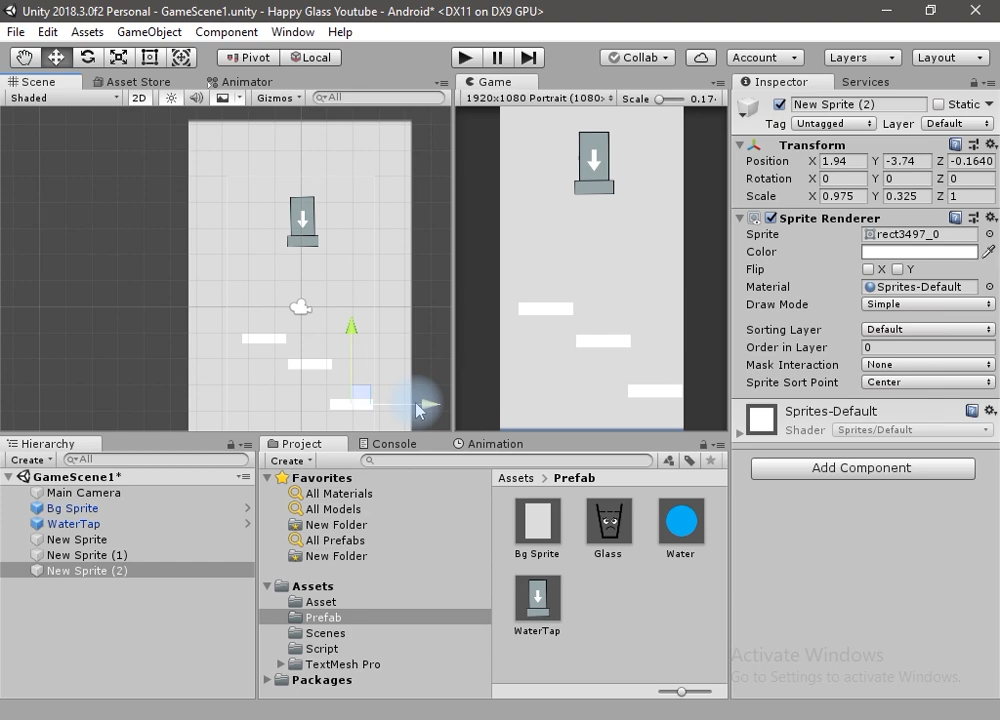 Unity 2018.3.0f2 Personal - GameScene1.unity - Happy Glass Youtube - Android* <DX11 on DX9 GPU>
File Edit Assets GameObject Component Window Help
Pivot Local Collab Account Layers Layout
Scene Asset Store Animator Game Inspector Services
Shaded 2D Gizmos All 1920x1080 Portrait (1080 Scale 0.17
New Sprite (2) Static
Tag Untagged Layer Default
Transform
Position X 1.94 Y -3.74 Z -0.1640
Rotation X 0 Y 0 Z 0
Scale X 0.975 Y 0.325 Z 1
Sprite Renderer
Sprite rect3497_0
Color
Flip X Y
Material Sprites-Default
Draw Mode Simple
Sorting Layer Default
Order in Layer 0
Mask Interaction None
Sprite Sort Point Center
Sprites-Default
Shader Sprites/Default
Add Component
Hierarchy
Create All
GameScene1*
Main Camera
Bg Sprite
WaterTap
New Sprite
New Sprite (1)
New Sprite (2)
Project Console Animation
Create
Favorites
All Materials
All Models
New Folder
All Prefabs
New Folder
Assets
Asset
Prefab
Scenes
Script
TextMesh Pro
Packages
Assets > Prefab
Bg Sprite Glass Water
WaterTap
Activate Windows
Go to Settings to activate Windows.